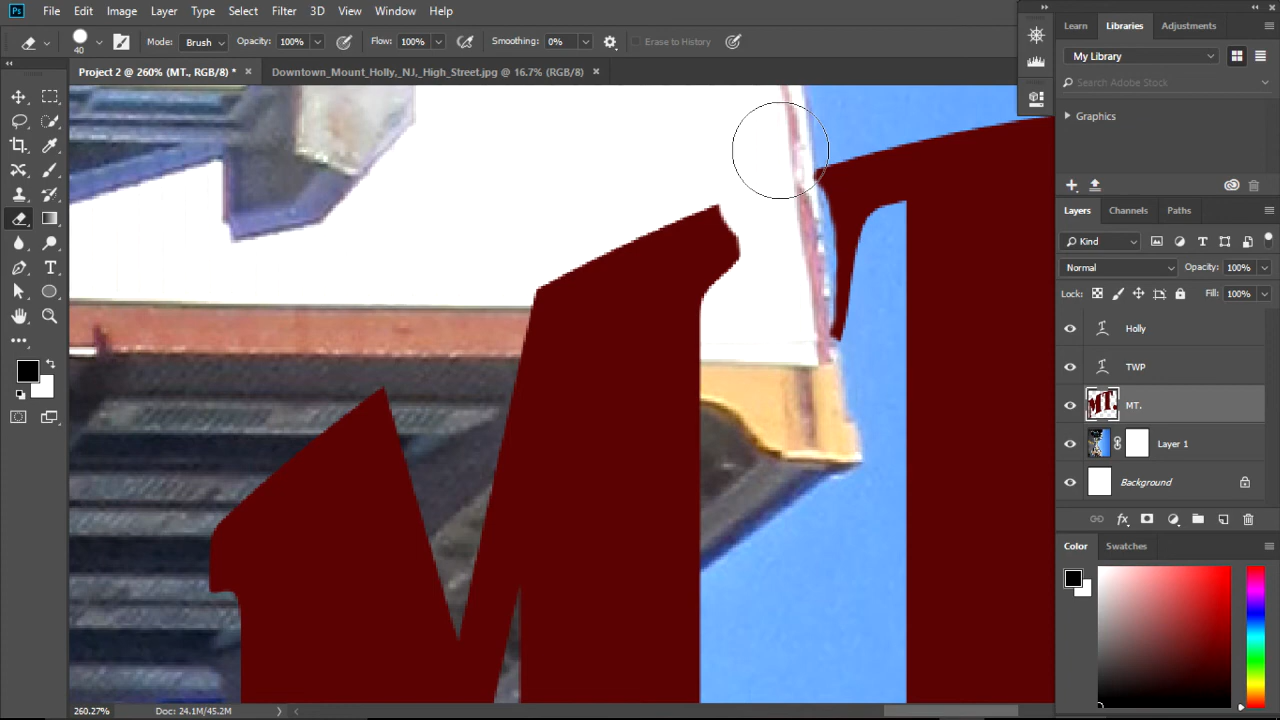 Ps File Edit Image Layer Type Select Filter 3D View Window Help
40 Mode: Brush Opacity: 100% Flow: 100% Smoothing: 0% Erase to History
Project 2 @ 260% (MT., RGB/8) * × Downtown_Mount_Holly,_NJ,_High_Street.jpg @ 16.7% (RGB/8) ×
Learn Libraries Adjustments
My Library
Search Adobe Stock
Graphics
Layers Channels Paths
Kind
Normal Opacity: 100%
Lock: Fill: 100%
Holly
TWP
MT.
Layer 1
Background
fx
Color Swatches
260.27% Doc: 24.1M/45.2M